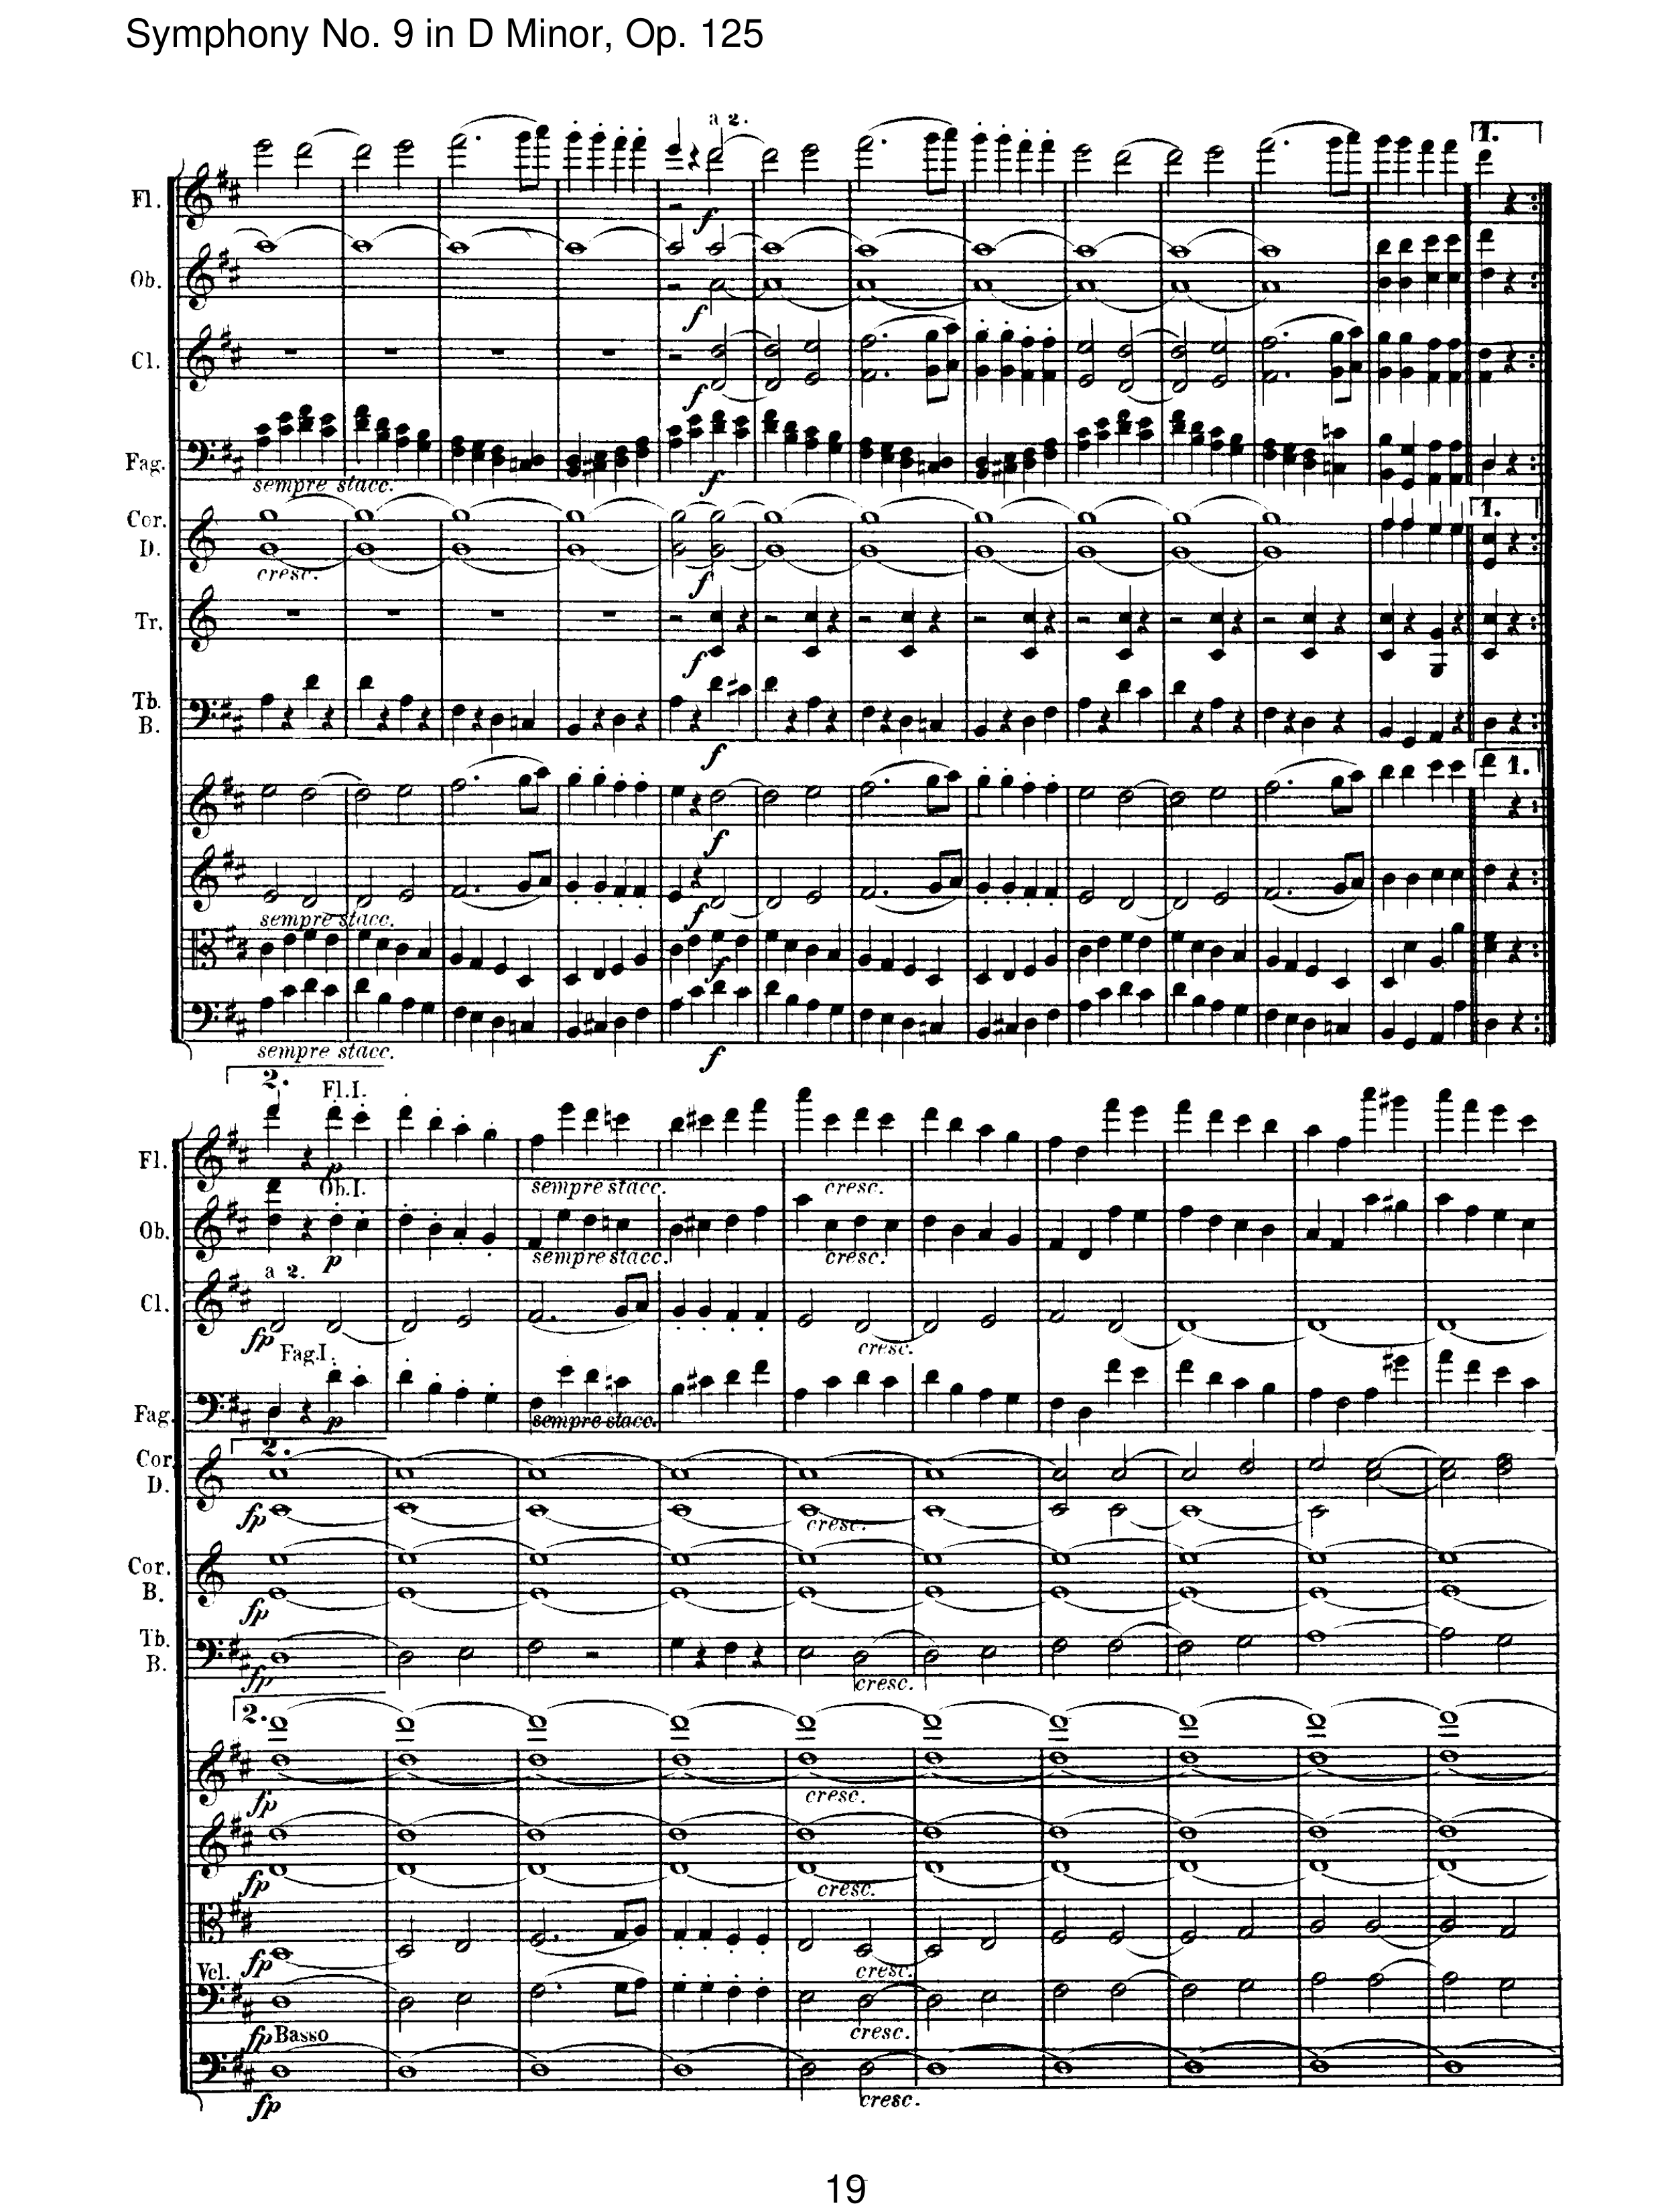 Symphony No. 9 in D Minor, Op. 125
a 2.
1.
Fl.
f
Ob.
f
Cl.
f
Fag.
sempre stacc.
f
1.
Cor.
D.
cresc.
f
Tr.
f
Tb.
B.
f
1.
f
sempre stacc.
f
f
sempre stacc.
f
2.
Fl.I.
Fl.
p
sempre stacc.
cresc.
Ob.I.
Ob.
p
sempre stacc.
cresc.
a 2.
Cl.
fp
cresc.
Fag.I.
Fag.
p
sempre stacc.
2.
Cor.
D.
fp
cresc.
Cor.
B.
fp
Tb.
B.
fp
cresc.
2.
fp
cresc.
fp
cresc.
fp
cresc.
Vcl.
fp
cresc.
Basso
fp
cresc.
19